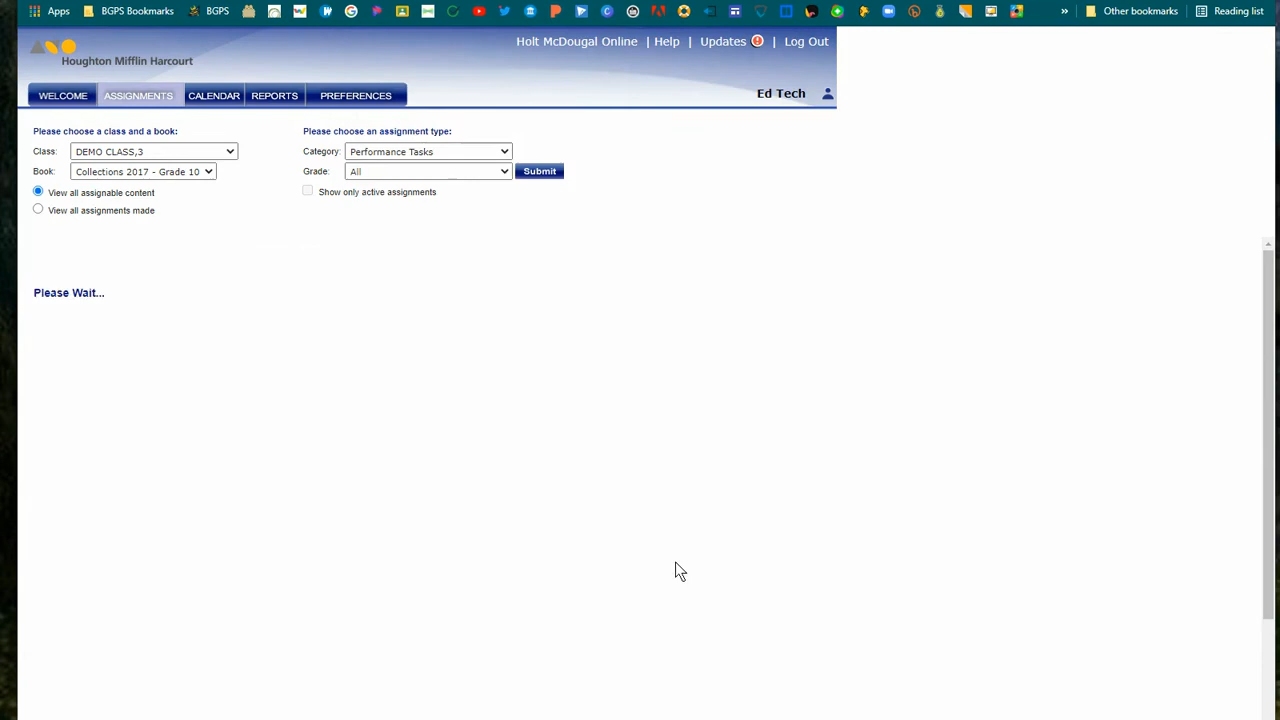 Apps BGPS Bookmarks BGPS » Other bookmarks Reading list
Holt McDougal Online | Help | Updates ! | Log Out
Houghton Mifflin Harcourt
WELCOME ASSIGNMENTS CALENDAR REPORTS PREFERENCES Ed Tech
Please choose a class and a book: Please choose an assignment type:
Class: DEMO CLASS,3 Category: Performance Tasks
Book: Collections 2017 - Grade 10 Grade: All Submit
View all assignable content Show only active assignments
View all assignments made
Please Wait...